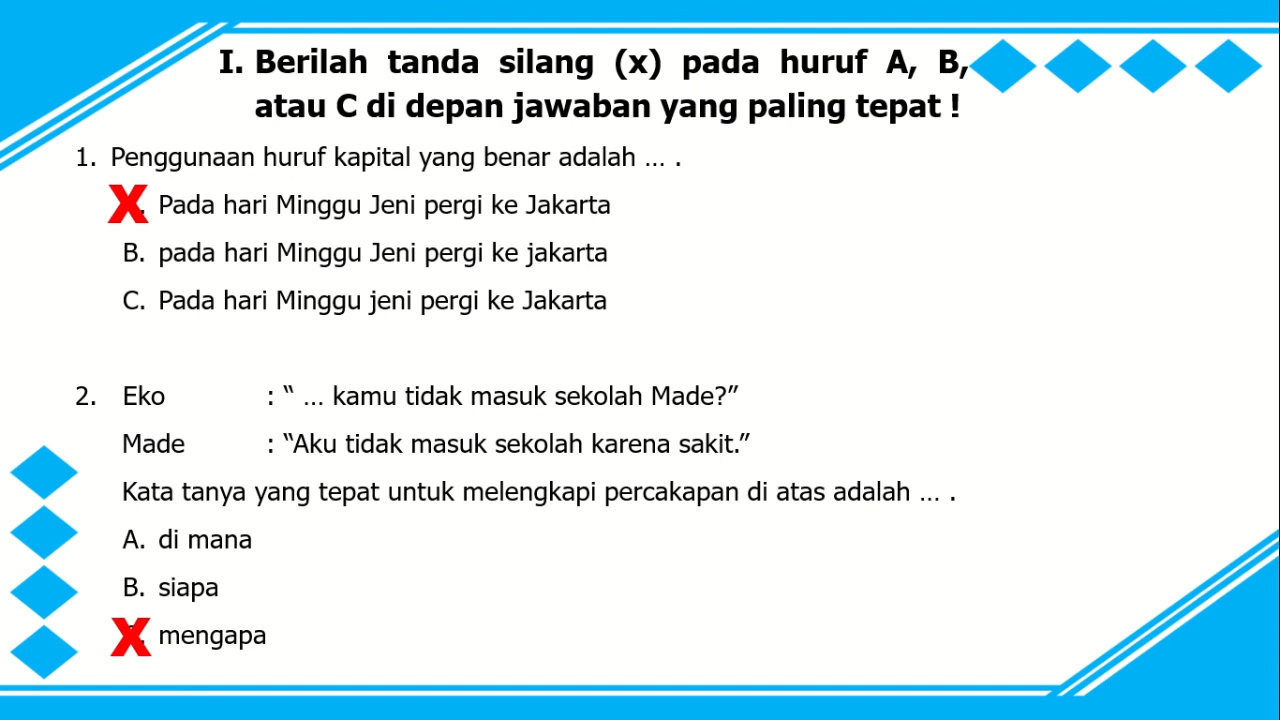 I. Berilah tanda silang (x) pada huruf A, B,
atau C di depan jawaban yang paling tepat !
1. Penggunaan huruf kapital yang benar adalah ... .
X. Pada hari Minggu Jeni pergi ke Jakarta
B. pada hari Minggu Jeni pergi ke jakarta
C. Pada hari Minggu jeni pergi ke Jakarta
2. Eko : “ ... kamu tidak masuk sekolah Made?”
Made : “Aku tidak masuk sekolah karena sakit.”
Kata tanya yang tepat untuk melengkapi percakapan di atas adalah ... .
A. di mana
B. siapa
X. mengapa